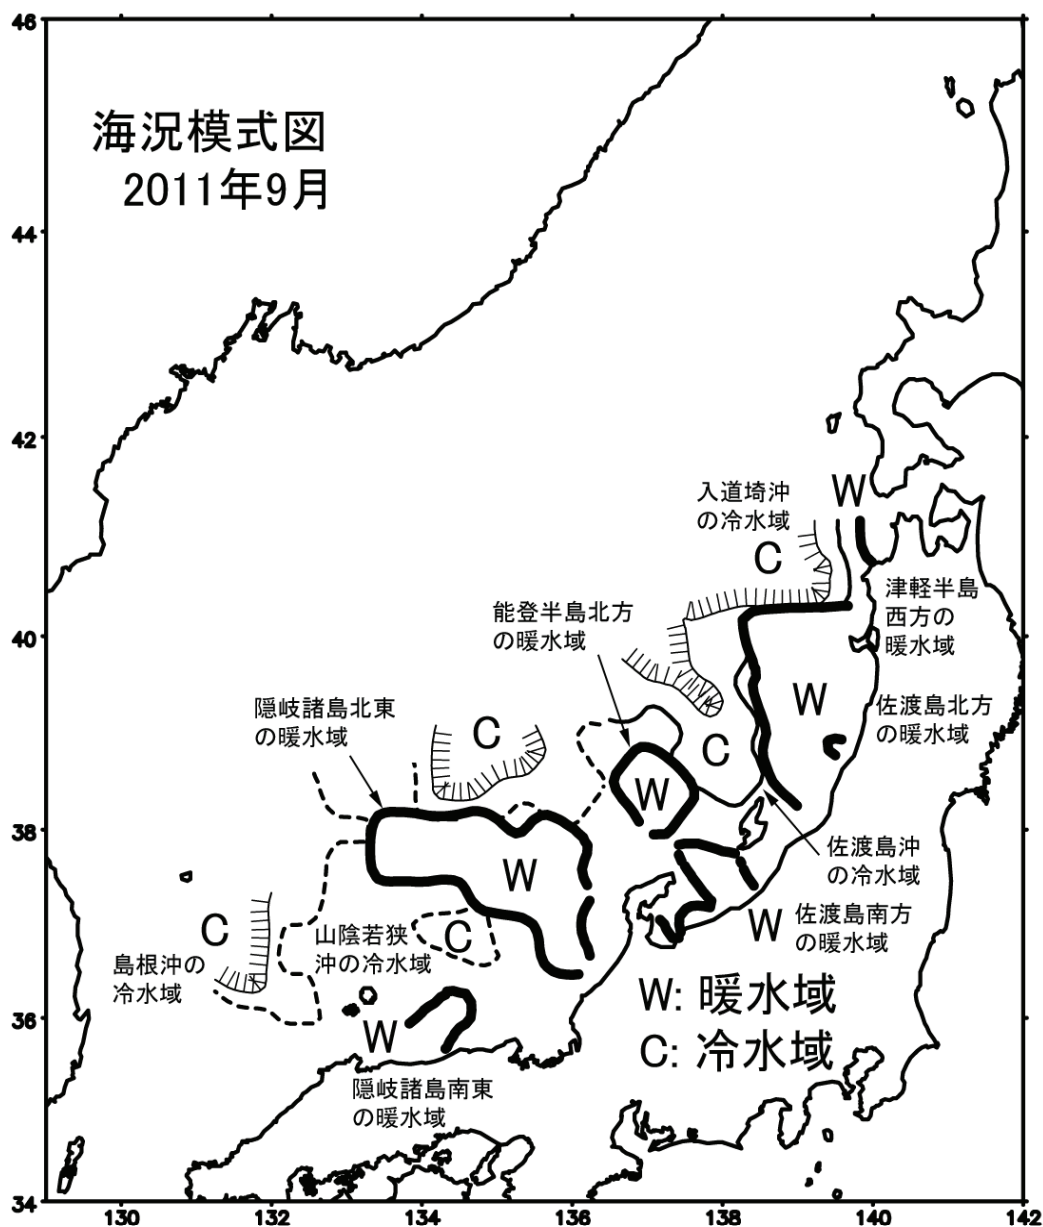 46
海況模式図
2011年9月
44
42
W
入道埼沖
の冷水域
C
津軽半島
西方の
暖水域
能登半島北方
の暖水域
40
W
佐渡島北方
の暖水域
隠岐諸島北東
の暖水域
C
C
W
38
佐渡島沖
の冷水域
W
W
佐渡島南方
の暖水域
C
山陰若狭
沖の冷水域
C
島根沖の
冷水域
W: 暖水域
36
W
C: 冷水域
隠岐諸島南東
の暖水域
34
130 132 134 136 138 140 142